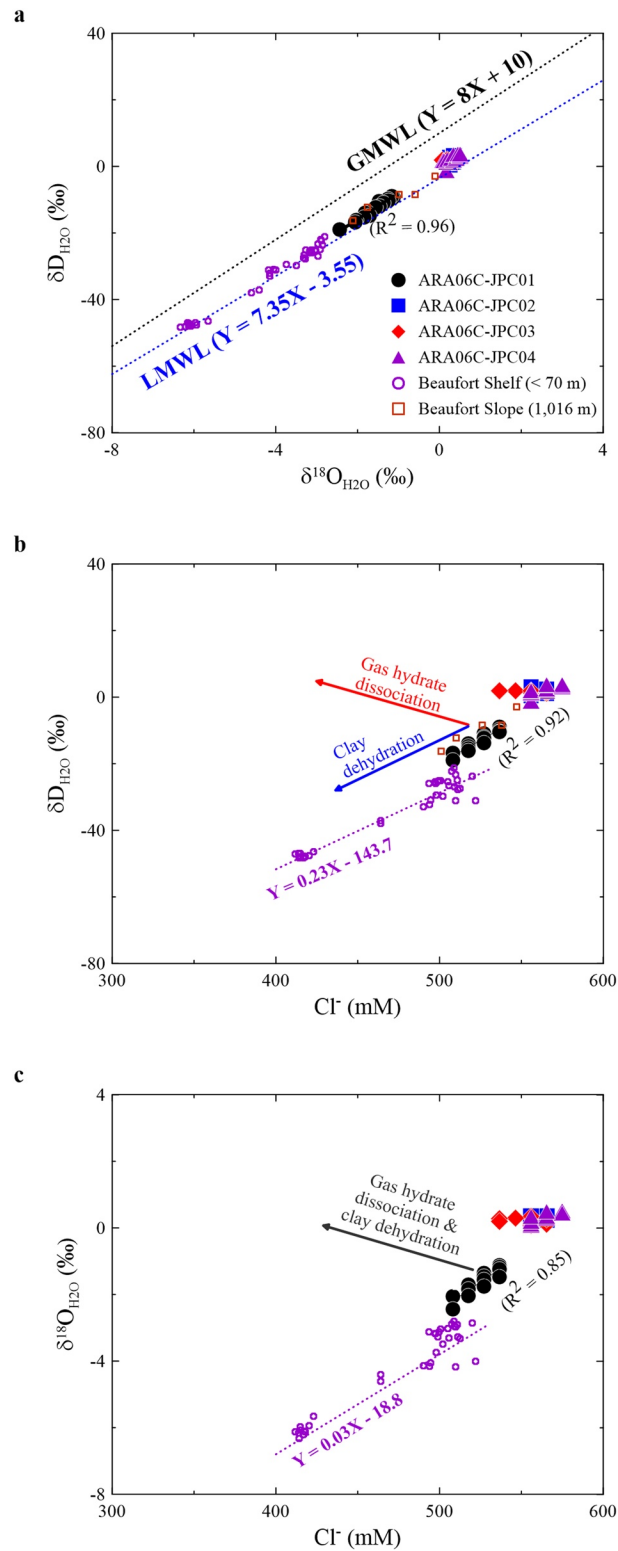 a
40
0
-40
-80
δD_H2O (‰)
GMWL (Y = 8X + 10)
(R² = 0.96)
LMWL (Y = 7.35X - 3.55)
ARA06C-JPC01
ARA06C-JPC02
ARA06C-JPC03
ARA06C-JPC04
Beaufort Shelf (< 70 m)
Beaufort Slope (1,016 m)
-8
-4
0
4
δ¹⁸O_H2O (‰)
b
40
0
-40
-80
δD_H2O (‰)
Gas hydrate
dissociation
Clay
dehydration
(R² = 0.92)
Y = 0.23X - 143.7
300
400
500
600
Cl⁻ (mM)
c
4
0
-4
-8
δ¹⁸O_H2O (‰)
Gas hydrate
dissociation &
clay dehydration
(R² = 0.85)
Y = 0.03X - 18.8
300
400
500
600
Cl⁻ (mM)